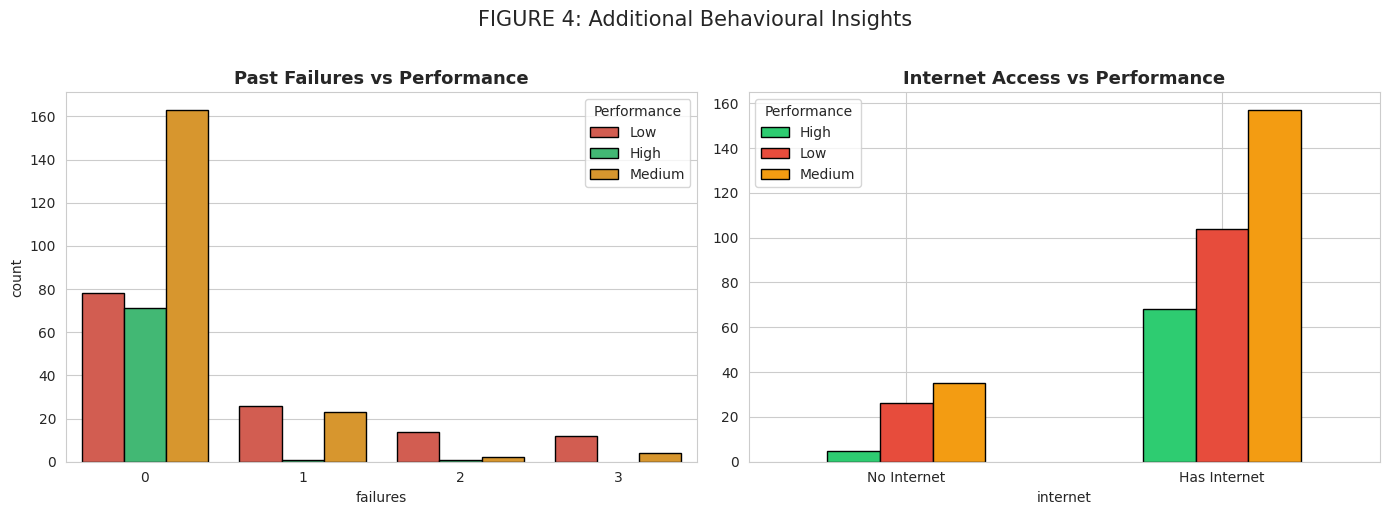 FIGURE 4: Additional Behavioural Insights
Past Failures vs Performance
count
160
140
120
100
80
60
40
20
0
Performance
Low
High
Medium
0 1 2 3
failures
Internet Access vs Performance
160
140
120
100
80
60
40
20
0
Performance
High
Low
Medium
No Internet Has Internet
internet